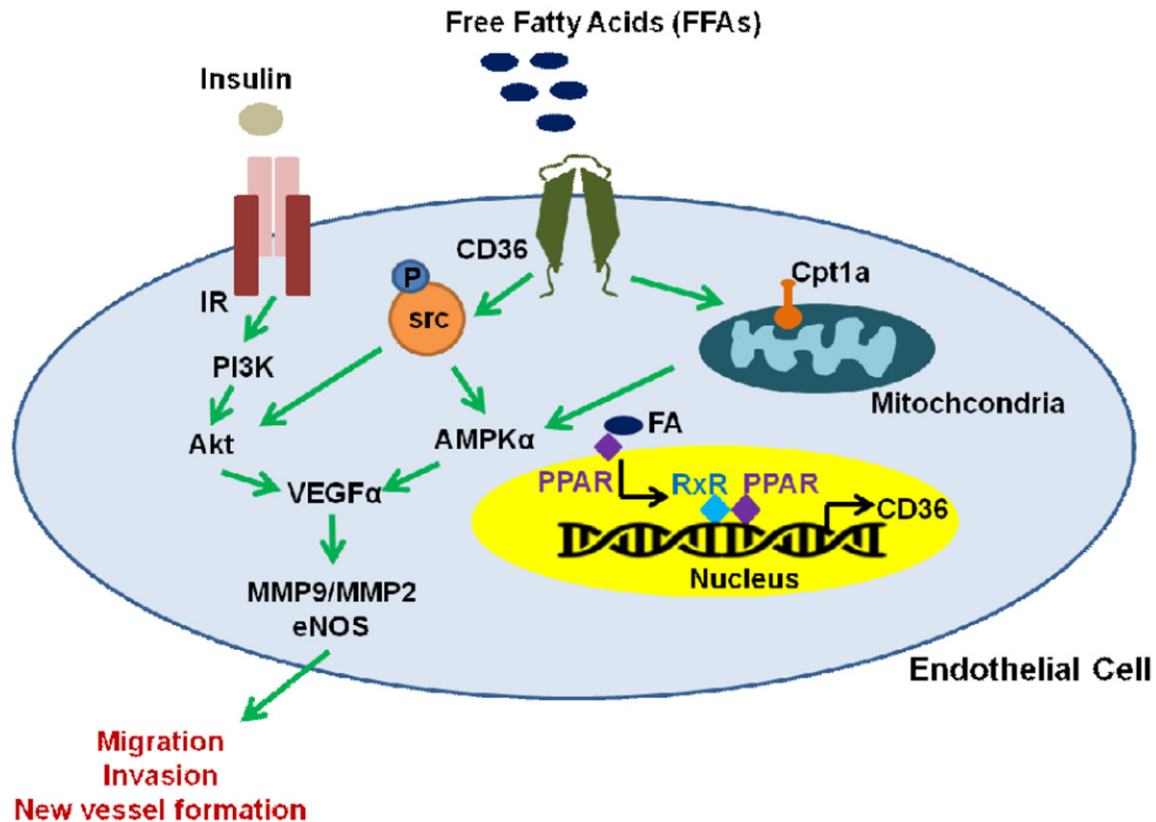 Free Fatty Acids (FFAs)
Insulin
CD36
P
Cpt1a
IR
src
PI3K
Mitochcondria
Akt
AMPKα
FA
VEGFα
PPAR
RxR PPAR
CD36
Nucleus
MMP9/MMP2
eNOS
Endothelial Cell
Migration
Invasion
New vessel formation